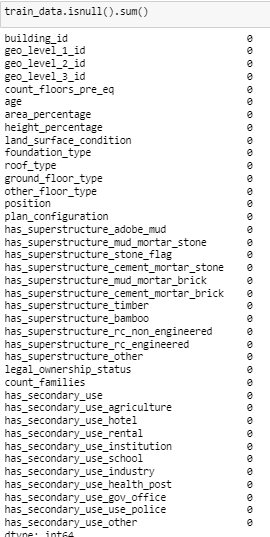 train_data.isnull().sum()
building_id 0
geo_level_1_id 0
geo_level_2_id 0
geo_level_3_id 0
count_floors_pre_eq 0
age 0
area_percentage 0
height_percentage 0
land_surface_condition 0
foundation_type 0
roof_type 0
ground_floor_type 0
other_floor_type 0
position 0
plan_configuration 0
has_superstructure_adobe_mud 0
has_superstructure_mud_mortar_stone 0
has_superstructure_stone_flag 0
has_superstructure_cement_mortar_stone 0
has_superstructure_mud_mortar_brick 0
has_superstructure_cement_mortar_brick 0
has_superstructure_timber 0
has_superstructure_bamboo 0
has_superstructure_rc_non_engineered 0
has_superstructure_rc_engineered 0
has_superstructure_other 0
legal_ownership_status 0
count_families 0
has_secondary_use 0
has_secondary_use_agriculture 0
has_secondary_use_hotel 0
has_secondary_use_rental 0
has_secondary_use_institution 0
has_secondary_use_school 0
has_secondary_use_industry 0
has_secondary_use_health_post 0
has_secondary_use_gov_office 0
has_secondary_use_use_police 0
has_secondary_use_other 0
dtype: int64